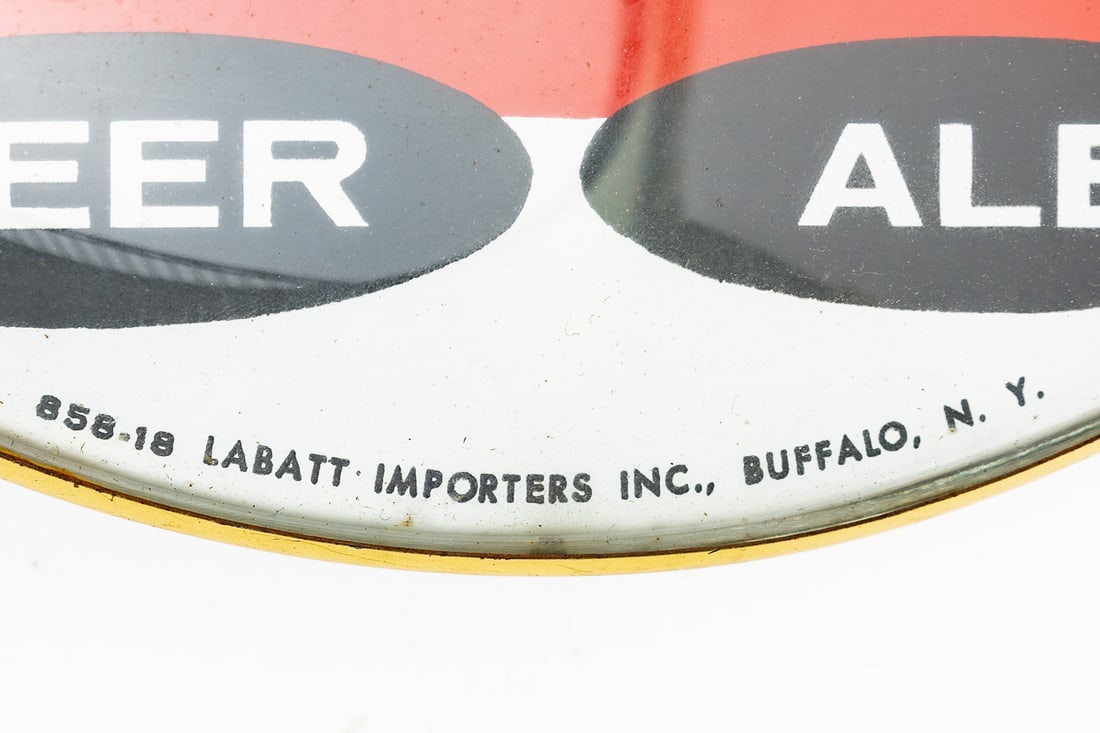 EER ALE
858-18 LABATT IMPORTERS INC., BUFFALO, N. Y.